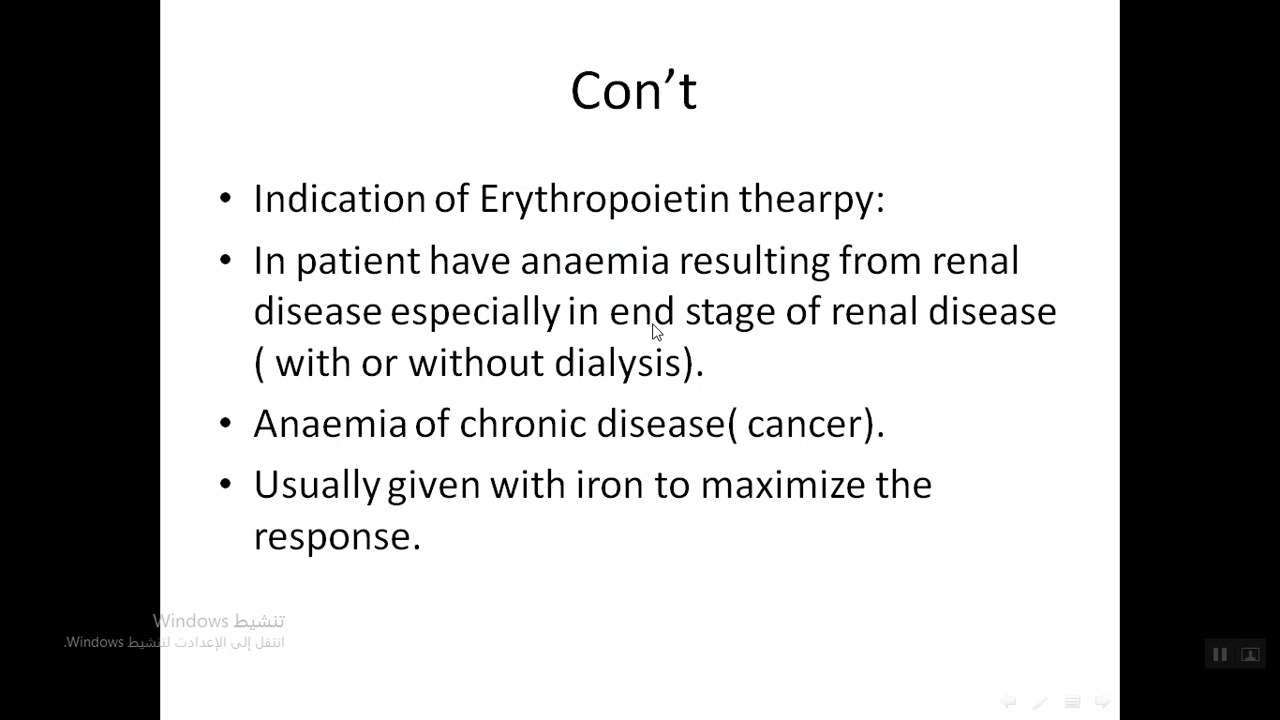 Con’t
• Indication of Erythropoietin thearpy:
• In patient have anaemia resulting from renal
disease especially in end stage of renal disease
( with or without dialysis).
• Anaemia of chronic disease( cancer).
• Usually given with iron to maximize the
response.
تنشيط Windows
انتقل إلى الإعدادت لتنشيط Windows.